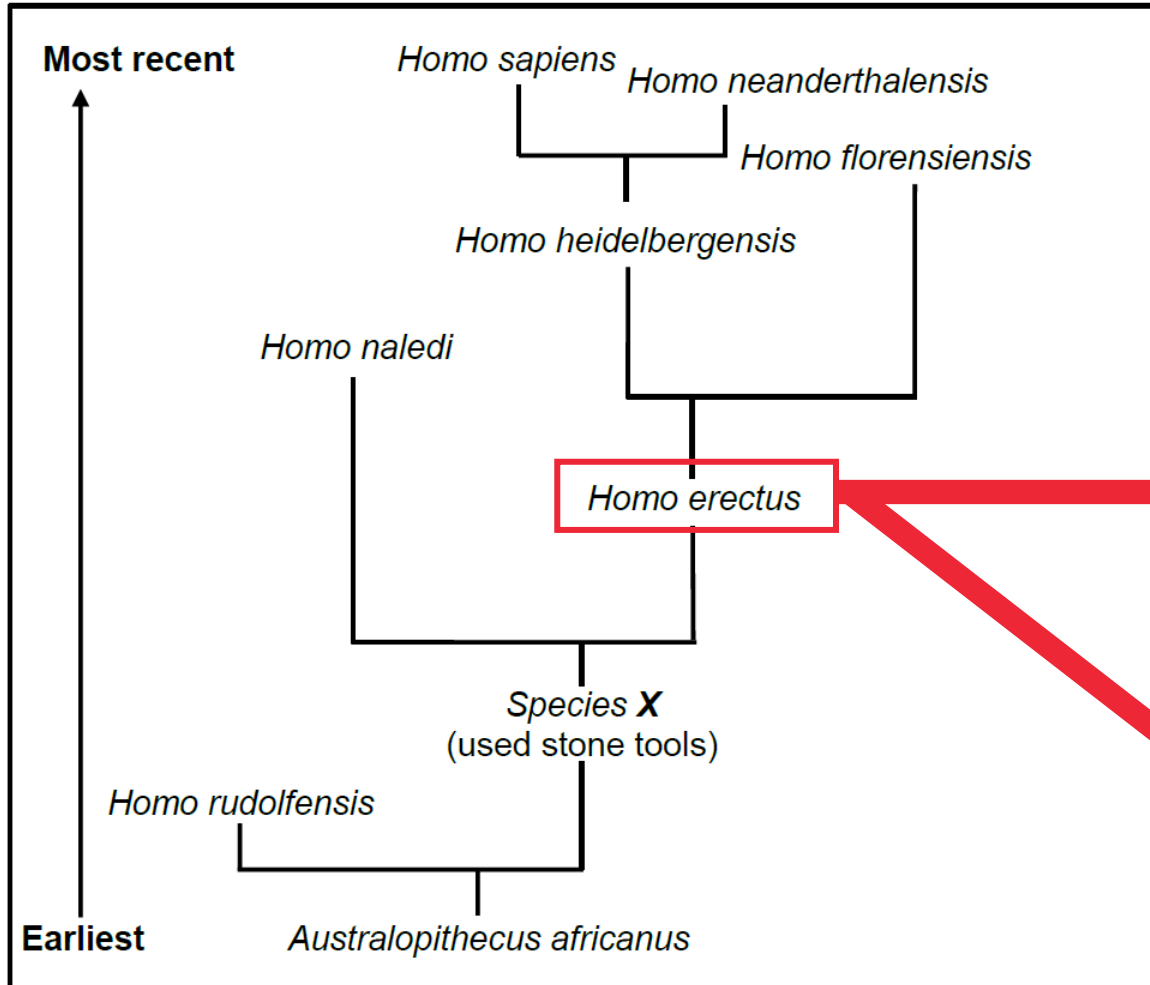 Most recent
Homo sapiens
Homo neanderthalensis
Homo florensiensis
Homo heidelbergensis
Homo naledi
Homo erectus
Species X
(used stone tools)
Homo rudolfensis
Earliest
Australopithecus africanus